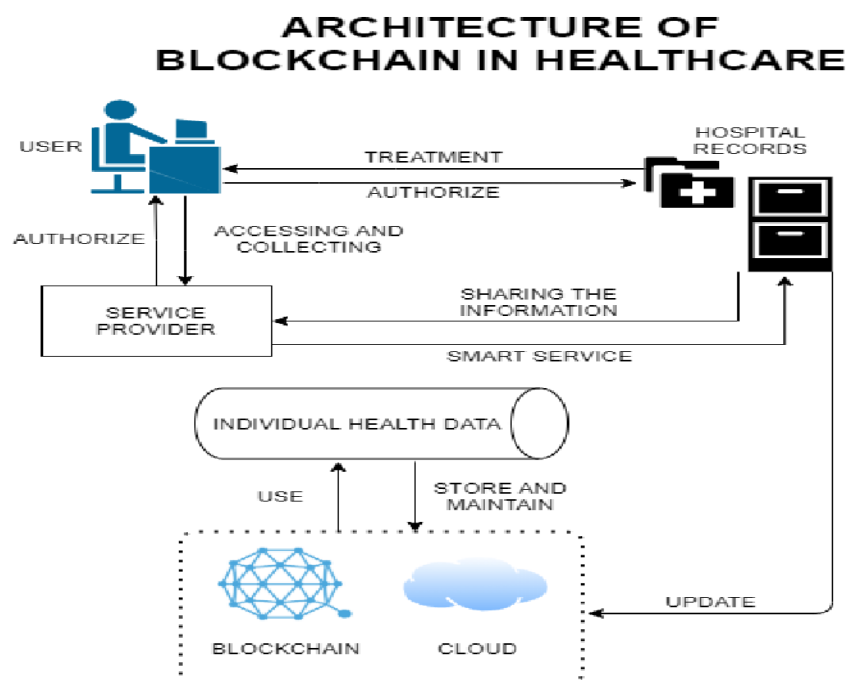 ARCHITECTURE OF
BLOCKCHAIN IN HEALTHCARE
USER
HOSPITAL
RECORDS
TREATMENT
AUTHORIZE
AUTHORIZE
ACCESSING AND
COLLECTING
SERVICE
PROVIDER
SHARING THE
INFORMATION
SMART SERVICE
INDIVIDUAL HEALTH DATA
USE
STORE AND
MAINTAIN
UPDATE
BLOCKCHAIN
CLOUD